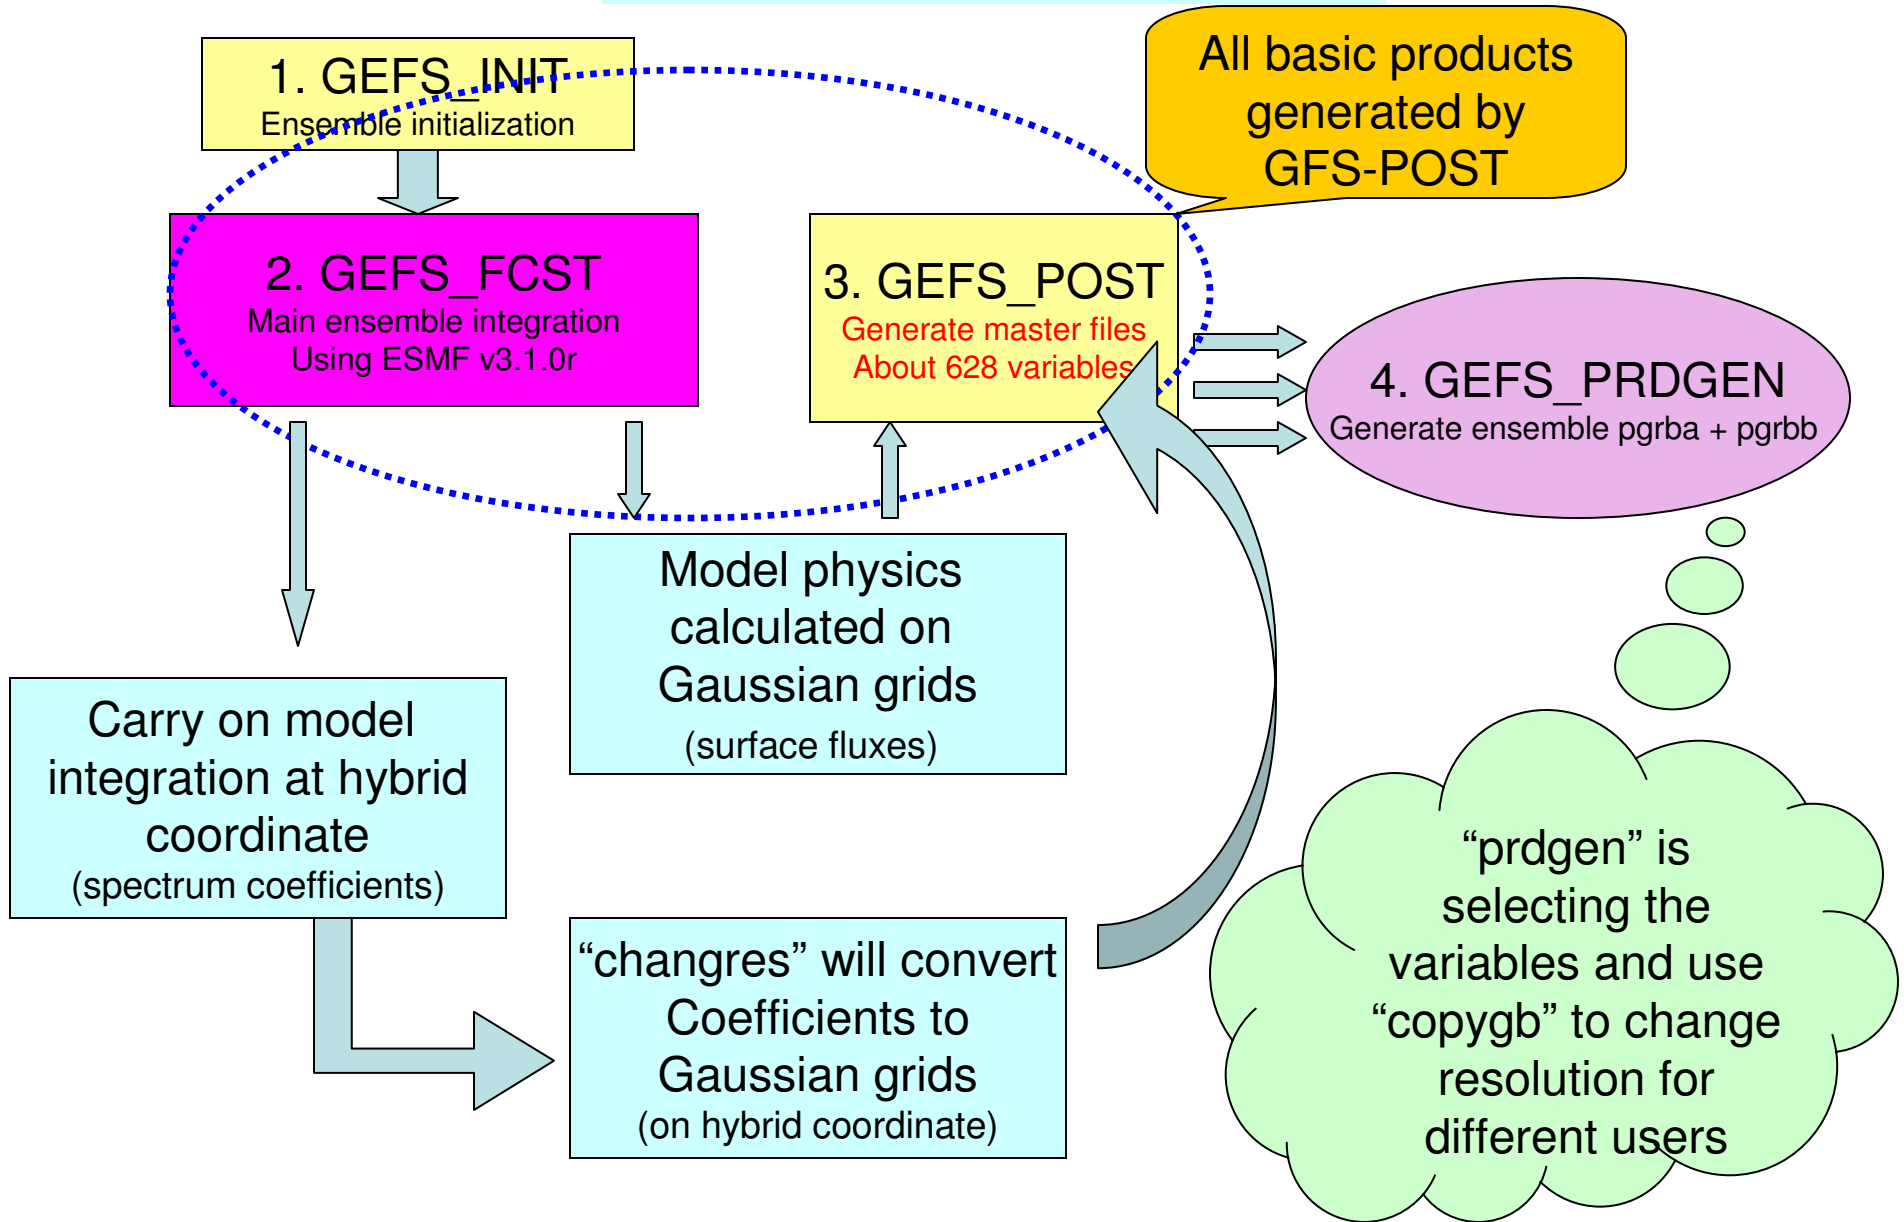 1. GEFS_INIT
Ensemble initialization
All basic products
generated by
GFS-POST
2. GEFS_FCST
Main ensemble integration
Using ESMF v3.1.0r
3. GEFS_POST
Generate master files
About 628 variables
4. GEFS_PRDGEN
Generate ensemble pgrba + pgrbb
Model physics
calculated on
Gaussian grids
(surface fluxes)
Carry on model
integration at hybrid
coordinate
(spectrum coefficients)
“changres” will convert
Coefficients to
Gaussian grids
(on hybrid coordinate)
“prdgen” is
selecting the
variables and use
“copygb” to change
resolution for
different users